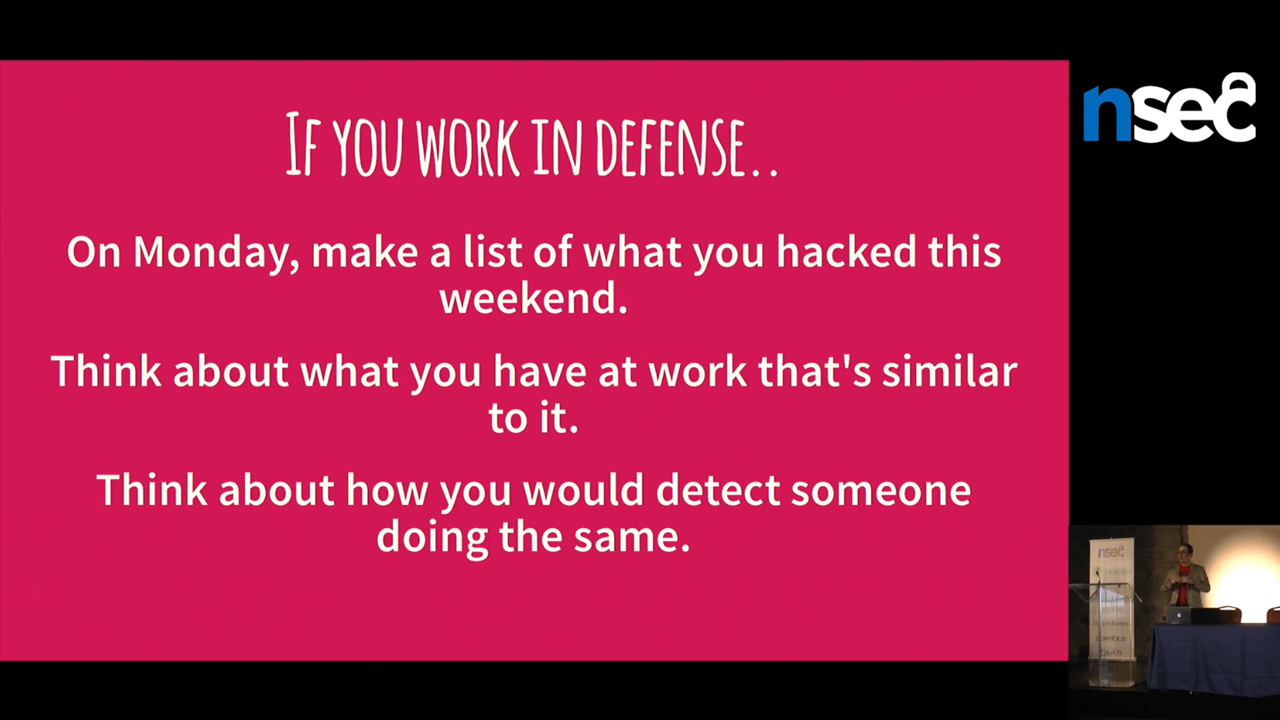 If you work in defense..
nsec
On Monday, make a list of what you hacked this
weekend.
Think about what you have at work that's similar
to it.
Think about how you would detect someone
doing the same.
nsec